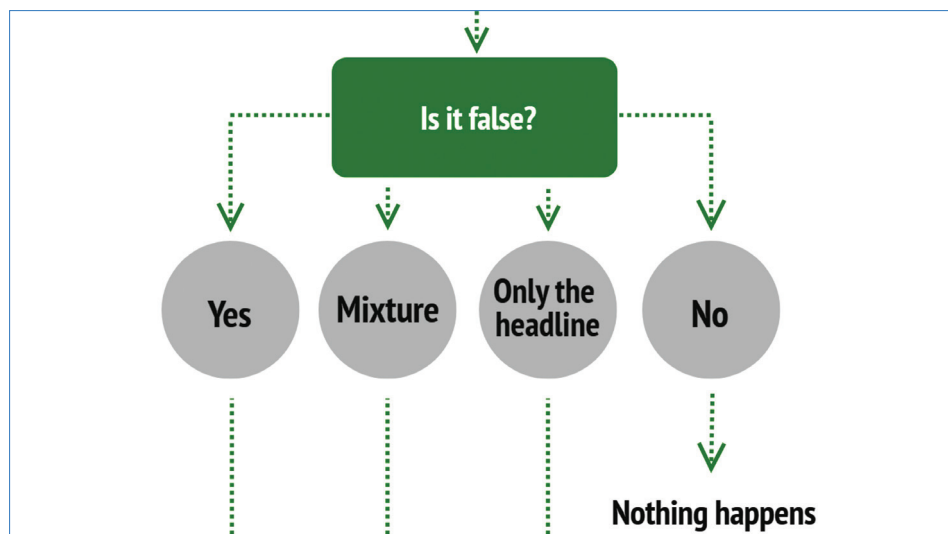 Is it false?
Yes
Mixture
Only the
headline
No
Nothing happens